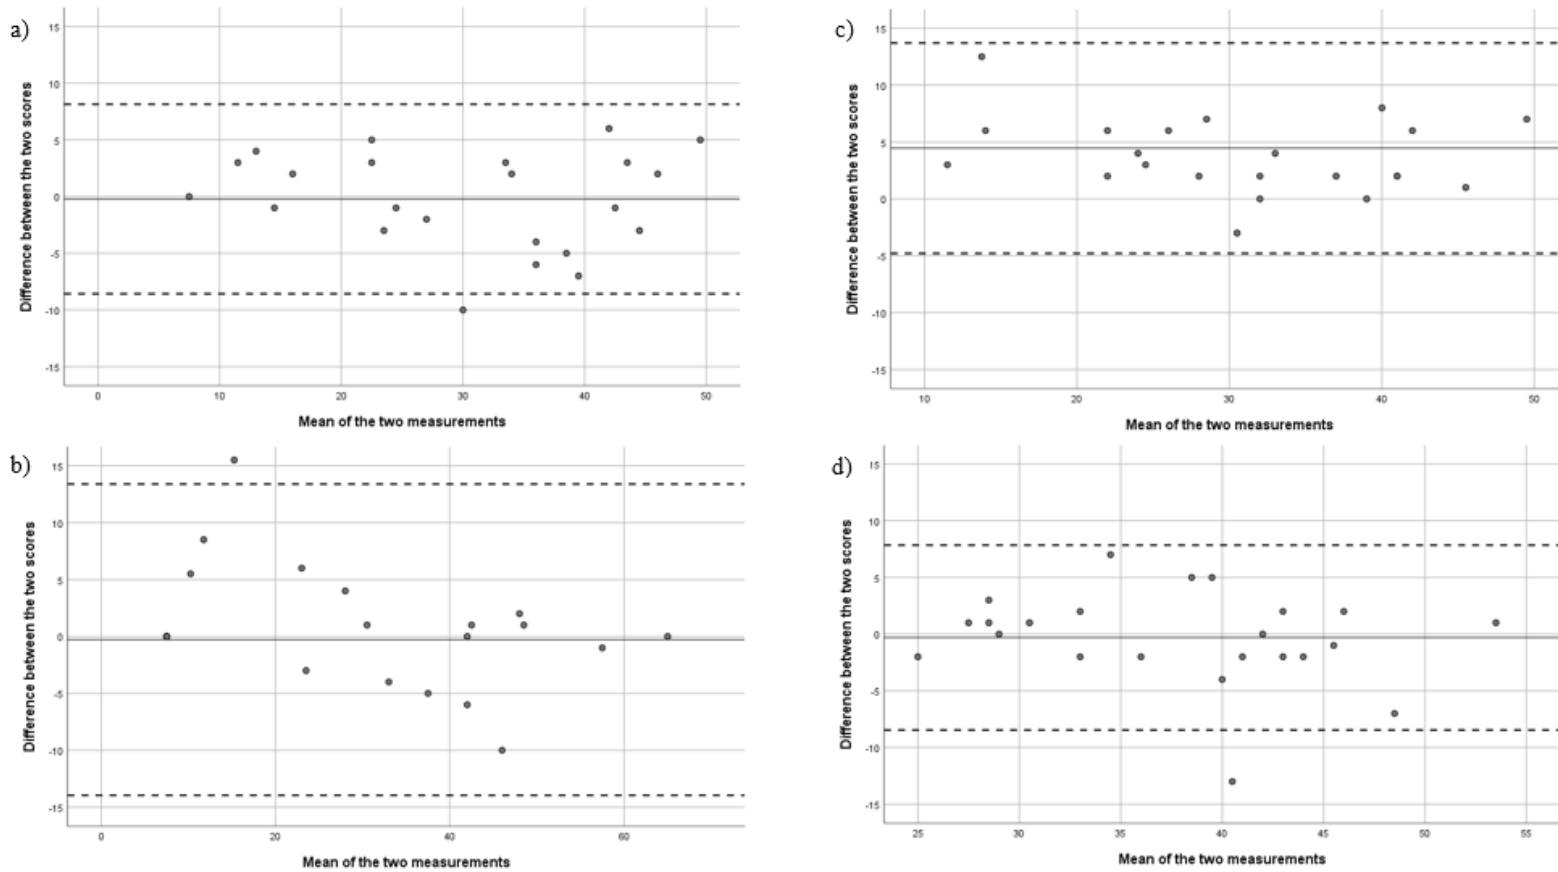 a)
Difference between the two scores
15
10
5
0
-5
-10
-15
0 10 20 30 40 50
Mean of the two measurements
b)
Difference between the two scores
15
10
5
0
-5
-10
-15
0 20 40 60
Mean of the two measurements
c)
Difference between the two scores
15
10
5
0
-5
-10
-15
10 20 30 40 50
Mean of the two measurements
d)
Difference between the two scores
15
10
5
0
-5
-10
-15
25 30 35 40 45 50 55
Mean of the two measurements